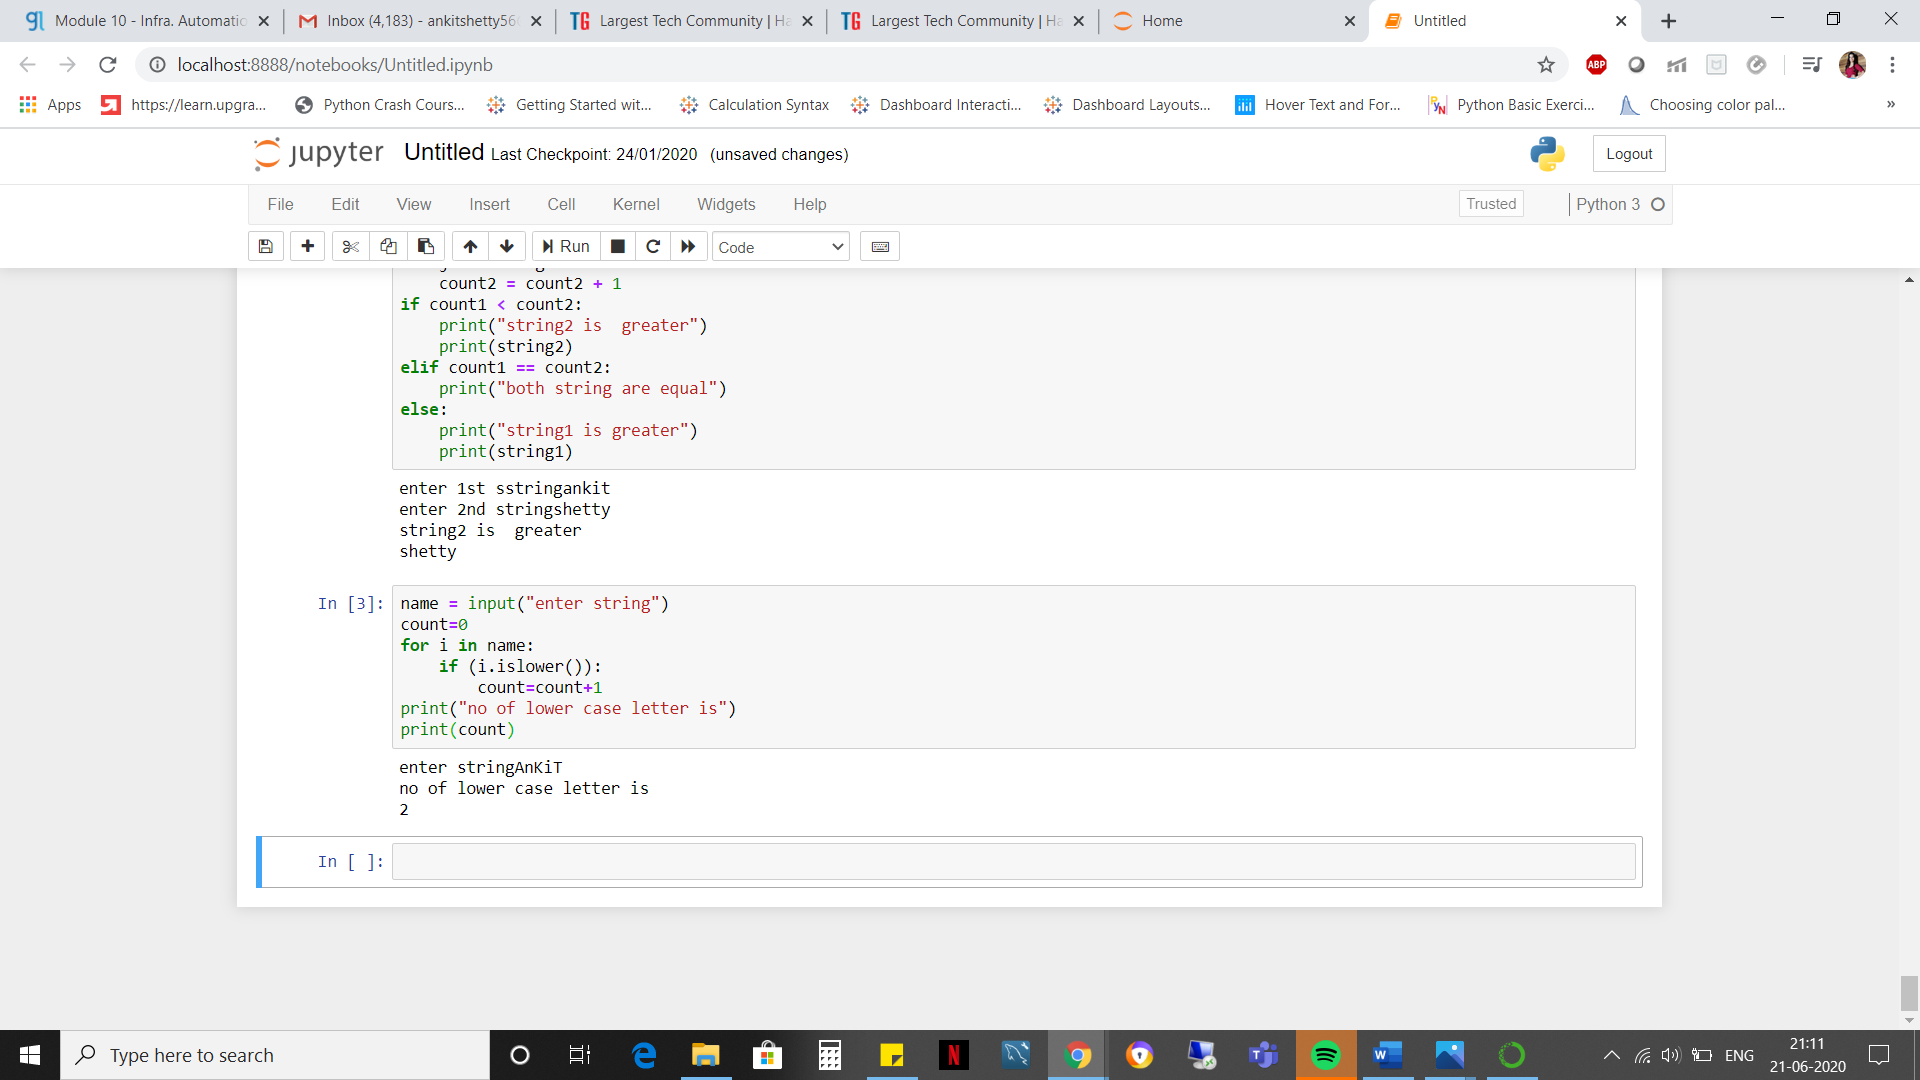 Module 10 - Infra. Automatio
Inbox (4,183) - ankitshetty56
TG Largest Tech Community | Ha
TG Largest Tech Community | Ha
Home
Untitled
localhost:8888/notebooks/Untitled.ipynb
ABP
Apps
https://learn.upgra...
Python Crash Cours...
Getting Started wit...
Calculation Syntax
Dashboard Interacti...
Dashboard Layouts...
Hover Text and For...
Python Basic Exerci...
Choosing color pal...
»
jupyter Untitled Last Checkpoint: 24/01/2020 (unsaved changes)
Logout
File Edit View Insert Cell Kernel Widgets Help
Trusted
Python 3
Run
Code
count2 = count2 + 1
if count1 < count2:
print("string2 is  greater")
print(string2)
elif count1 == count2:
print("both string are equal")
else:
print("string1 is greater")
print(string1)
enter 1st sstringankit
enter 2nd stringshetty
string2 is  greater
shetty
In [3]:
name = input("enter string")
count=0
for i in name:
if (i.islower()):
count=count+1
print("no of lower case letter is")
print(count)
enter stringAnKiT
no of lower case letter is
2
In [ ]:
Type here to search
ENG
21:11
21-06-2020